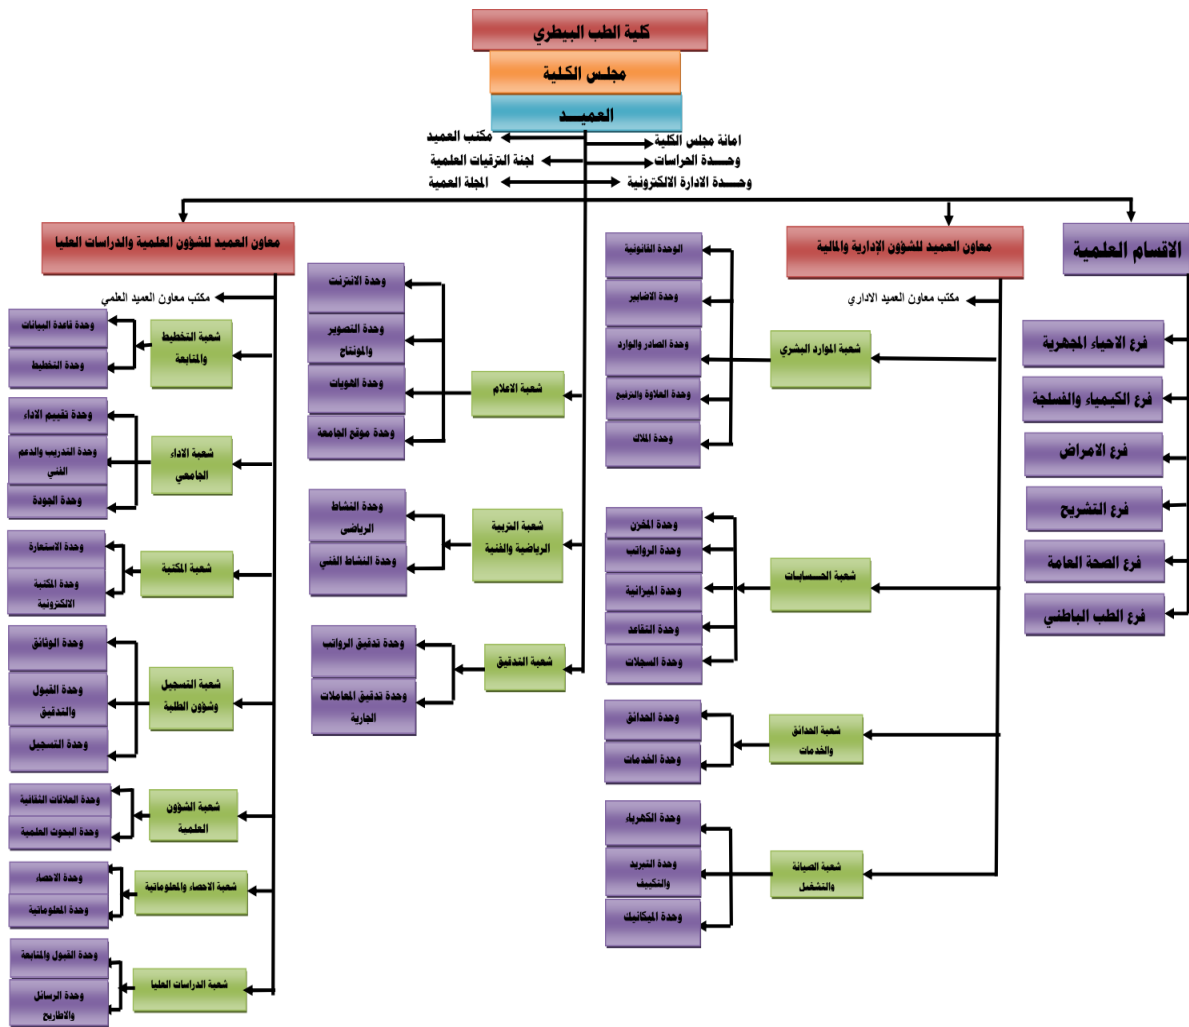 كلية الطب البيطري
مجلس الكلية
العميـــد
امانة مجلس الكلية
مكتب العميد
وحـــدة الحراسات
لجنة الترقيات العلمية
وحـــدة الادارة الالكترونية
المجلة العمية
الاقسام العلمية
فرع الاحياء المجهرية
فرع الكيمياء والفسلجة
فرع الامراض
فرع التشريح
فرع الصحة العامة
فرع الطب الباطني
معاون العميد للشؤون الإدارية والمالية
مكتب معاون العميد الاداري
شعبة الموارد البشري
الوحدة القانونية
وحدة الاضابير
وحدة الصادر والوارد
وحدة العلاوة والترفيع
وحدة الملاك
شعبة الحــسابـات
وحدة المخزن
وحدة الرواتب
وحدة الميزانية
وحدة التقاعد
وحدة السجلات
شعبة الحدائق
والخدمات
وحدة الحدائق
وحدة الخدمات
شعبة الصيانة
والتشغيل
وحدة الكهرباء
وحدة التبريد
والتكييف
وحدة الميكانيك
شعبة الاعلام
وحدة الانترنت
وحدة التصوير
والمونتاج
وحدة الهويات
وحدة موقع الجامعة
شعبة التربية
الرياضية والفنية
وحدة النشاط
الرياضى
وحدة النشاط الفني
شعبة التدقيق
وحدة تدقيق الرواتب
وحدة تدقيق المعاملات
الجارية
معاون العميد للشؤون العلمية والدراسات العليا
مكتب معاون العميد العلمي
شعبة التخطيط
والمتابعة
وحدة قاعدة البيانات
وحدة التخطيط
شعبة الاداء
الجامعي
وحدة تقييم الاداء
وحدة التدريب والدعم
الفني
وحدة الجودة
شعبة المكتبة
وحدة الاستعارة
وحدة المكتبة
الالكترونية
شعبة التسجيل
وشؤون الطلبة
وحدة الوثائق
وحدة القبول
والتدقيق
وحدة التسجيل
شعبة الشؤون
العلمية
وحدة العلاقات الثقافية
وحدة البحوث العلمية
شعبة الاحصاء والمعلوماتية
وحدة الاحصاء
وحدة المعلوماتية
شعبة الدراسات العليا
وحدة القبول والمتابعة
وحدة الرسائل
والاطاريح